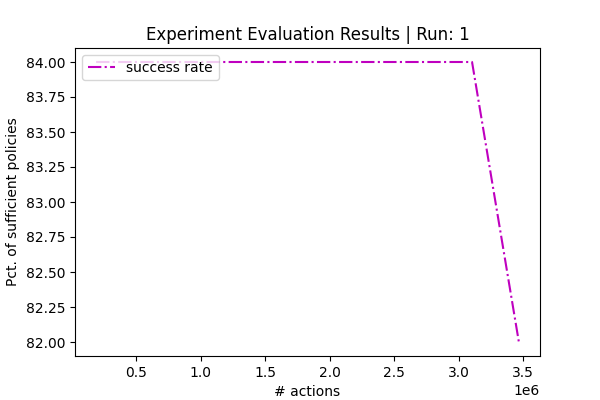 Experiment Evaluation Results | Run: 1
success rate
Pct. of sufficient policies
84.00
83.75
83.50
83.25
83.00
82.75
82.50
82.25
82.00
0.5 1.0 1.5 2.0 2.5 3.0 3.5
1e6
# actions